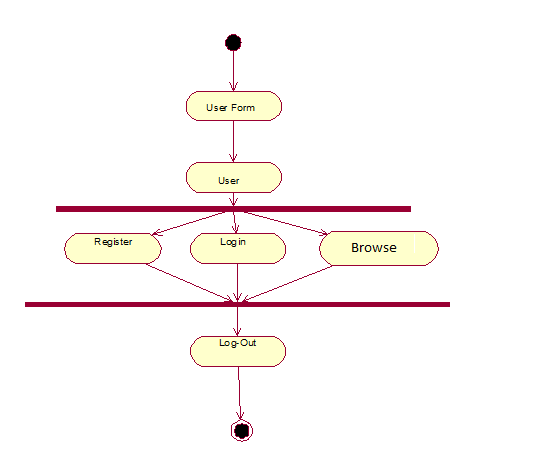 User Form
User
Register
Login
Browse
Log-Out